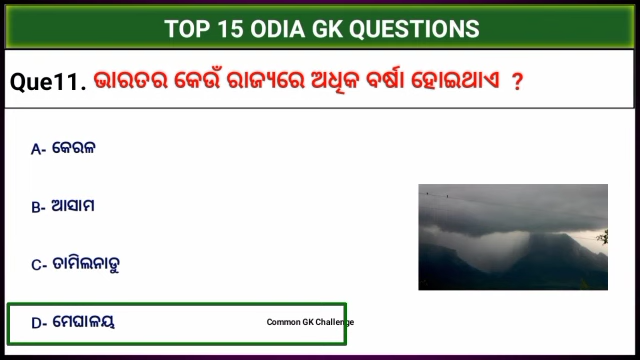 TOP 15 ODIA GK QUESTIONS
Que11. ଭାରତର କେଉଁ ରାଜ୍ୟରେ ଅଧିକ ବର୍ଷା ହୋଇଥାଏ ?
A- କେରଳ
B- ଆସାମ
C- ତାମିଲନାଡୁ
D- ମେଘାଳୟ
Common GK Challenge